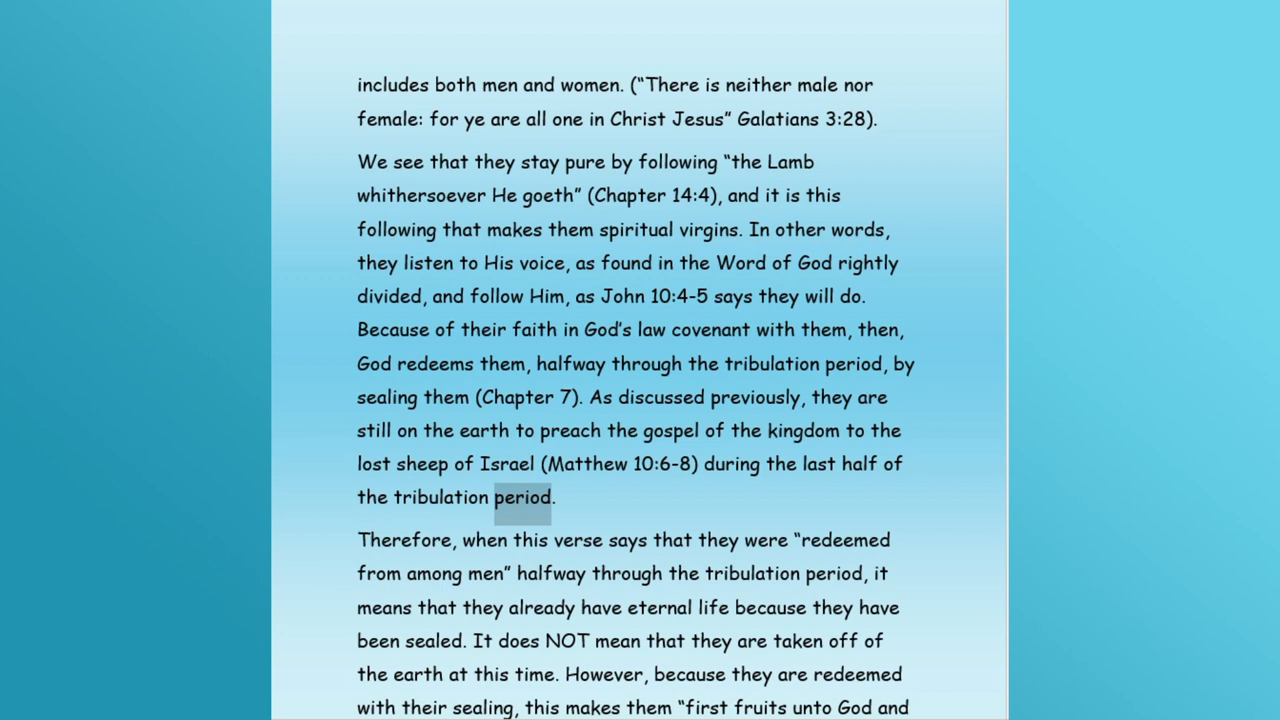 includes both men and women. (“There is neither male nor
female: for ye are all one in Christ Jesus” Galatians 3:28).
We see that they stay pure by following “the Lamb
whithersoever He goeth” (Chapter 14:4), and it is this
following that makes them spiritual virgins. In other words,
they listen to His voice, as found in the Word of God rightly
divided, and follow Him, as John 10:4-5 says they will do.
Because of their faith in God’s law covenant with them, then,
God redeems them, halfway through the tribulation period, by
sealing them (Chapter 7). As discussed previously, they are
still on the earth to preach the gospel of the kingdom to the
lost sheep of Israel (Matthew 10:6-8) during the last half of
the tribulation period.
Therefore, when this verse says that they were “redeemed
from among men” halfway through the tribulation period, it
means that they already have eternal life because they have
been sealed. It does NOT mean that they are taken off of
the earth at this time. However, because they are redeemed
with their sealing, this makes them “first fruits unto God and